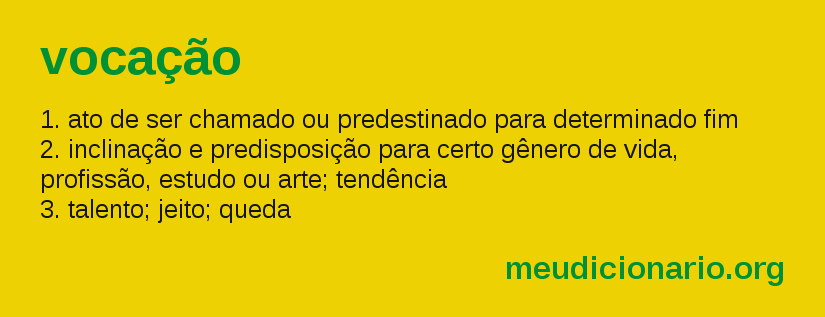 vocação
1. ato de ser chamado ou predestinado para determinado fim
2. inclinação e predisposição para certo gênero de vida,
profissão, estudo ou arte; tendência
3. talento; jeito; queda
meudicionario.org